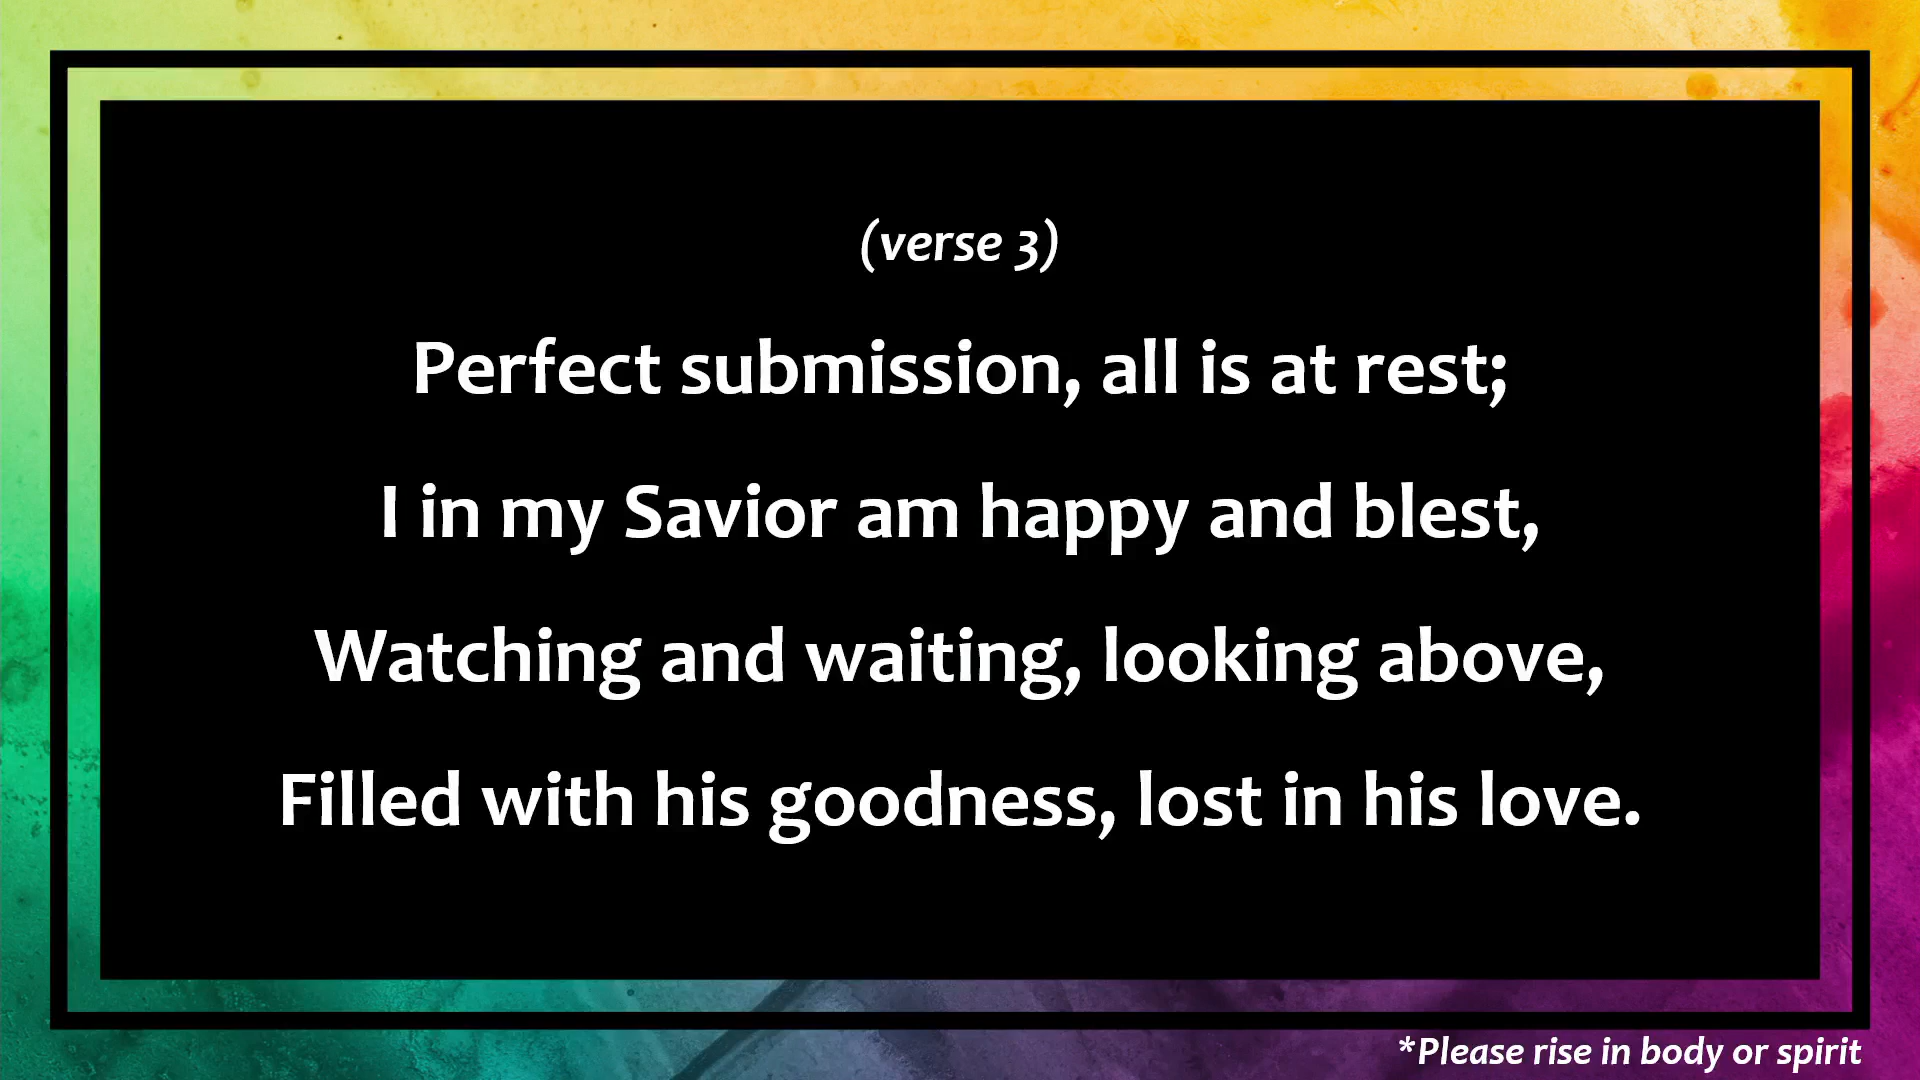 (verse 3)
Perfect submission, all is at rest;
I in my Savior am happy and blest,
Watching and waiting, looking above,
Filled with his goodness, lost in his love.
*Please rise in body or spirit